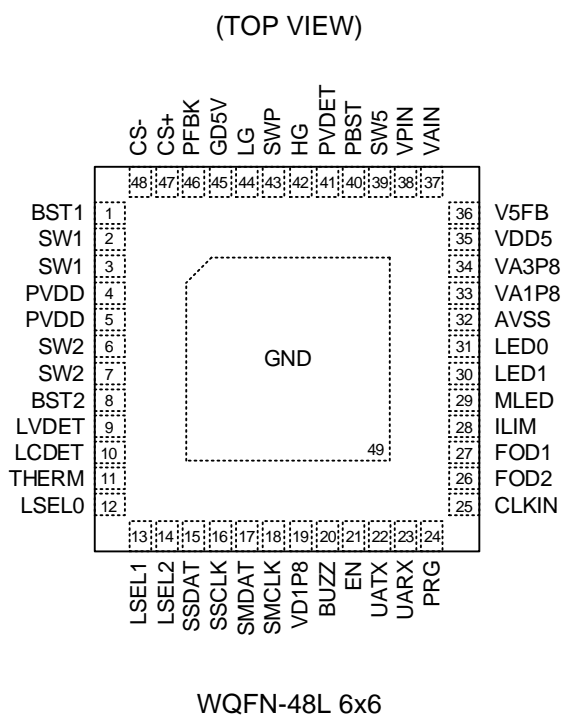 (TOP VIEW)
CS-
CS+
PFBK
GD5V
LG
SWP
HG
PVDET
PBST
SW5
VPIN
VAIN
48 47 46 45 44 43 42 41 40 39 38 37
BST1 1
SW1 2
SW1 3
PVDD 4
PVDD 5
SW2 6
SW2 7
BST2 8
LVDET 9
LCDET 10
THERM 11
LSEL0 12
GND
49
36 V5FB
35 VDD5
34 VA3P8
33 VA1P8
32 AVSS
31 LED0
30 LED1
29 MLED
28 ILIM
27 FOD1
26 FOD2
25 CLKIN
13 14 15 16 17 18 19 20 21 22 23 24
LSEL1
LSEL2
SSDAT
SSCLK
SMDAT
SMCLK
VD1P8
BUZZ
EN
UATX
UARX
PRG
WQFN-48L 6x6